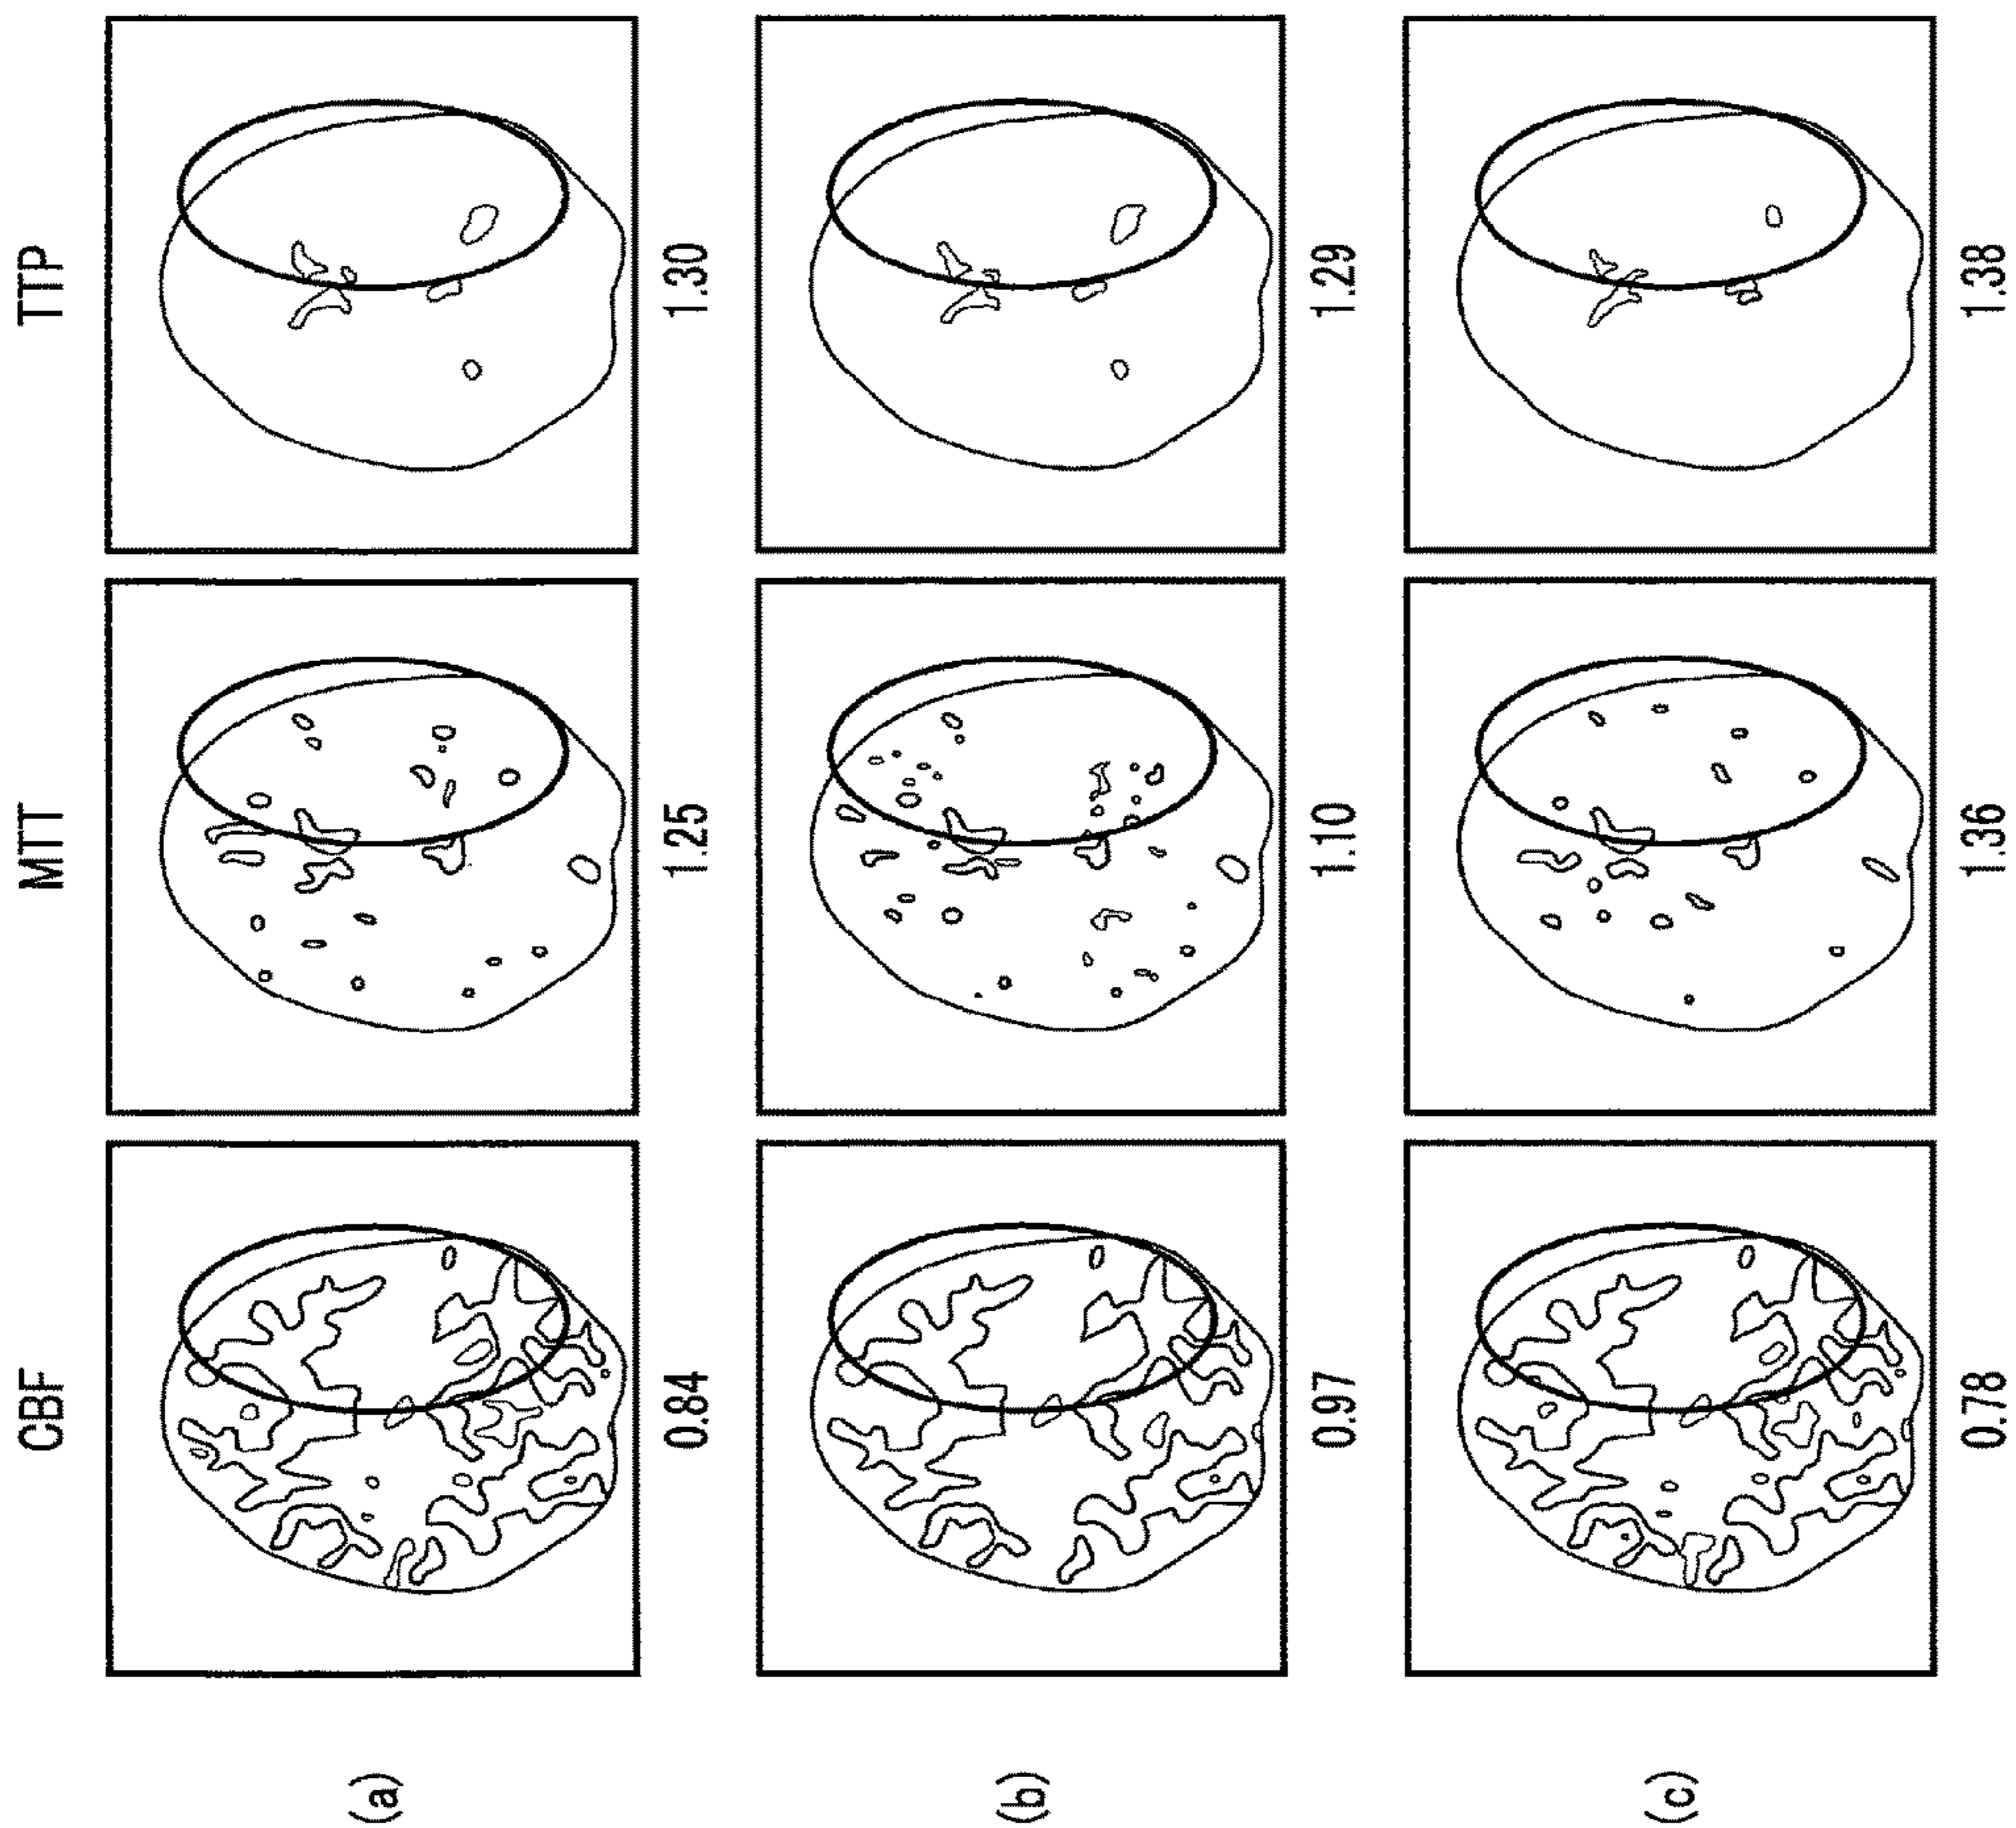 CBF MTT TTP
(a)
0.84 1.25 1.30
(b)
0.97 1.10 1.29
(c)
0.78 1.36 1.38